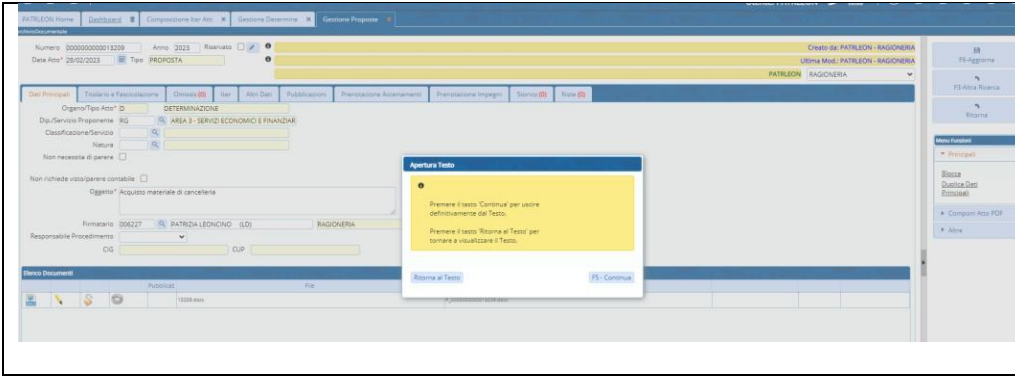 PATRLEON Home Dashboard Composizione Iter Atti Gestione Determine Gestione Proposte
Numero 0000000000013209 Anno 2023 Riservato Creato da: PATRLEON - RAGIONERIA
F5-Aggiorna
Data Atto* 28/02/2023 Tipo PROPOSTA Ultima Mod.: PATRLEON - RAGIONERIA
PATRLEON RAGIONERIA
F3-Altra Ricerca
Ritorna
Dati Principali Titolario e Fascicolazione Omissis (0) Iter Altri Dati Pubblicazioni Prenotazione Accertamenti Prenotazione Impegni Storico (0) Note (0)
Organo/Tipo Atto* D DETERMINAZIONE
Dip./Servizio Proponente RG AREA 3 - SERVIZI ECONOMICI E FINANZIAR
Classificazione/Servizio
Natura
Non necessita di parere
Non richiede visto/parere contabile
Oggetto* Acquisto materiale di cancelleria
Firmatario 006227 PATRIZIA LEONCINO (LD) RAGIONERIA
Responsabile Procedimento
CIG CUP
Menu Funzioni
Principali
Blocca
Duplica Dati
Principali
Componi Atto PDF
Altre
Apertura Testo
Premere il tasto 'Continua' per uscire
definitivamente dal Testo.
Premere il tasto 'Ritorna al Testo' per
tornare a visualizzare il Testo.
Ritorna al Testo F5 - Continua
Elenco Documenti
Pubblicat File